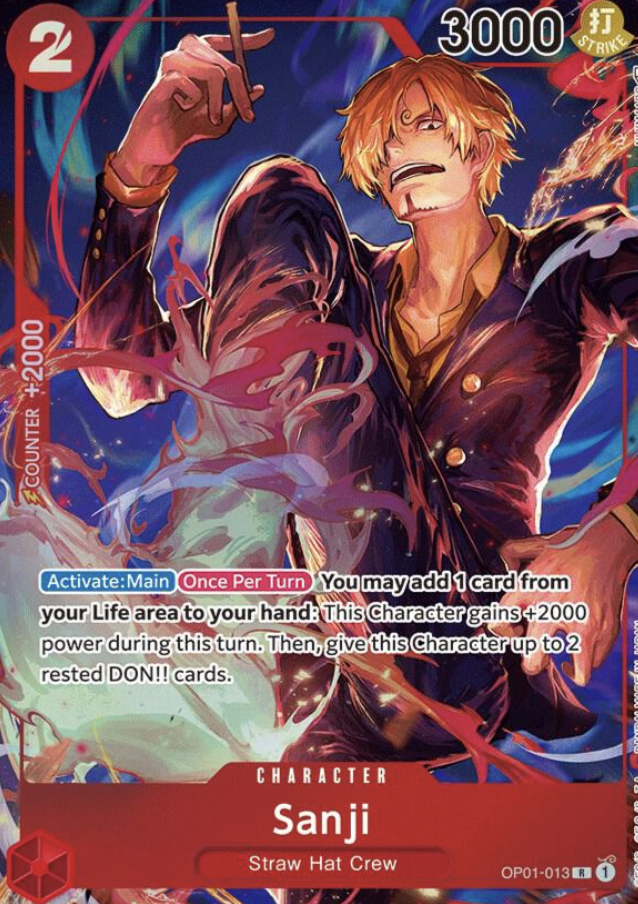 2
3000
打
STRIKE
COUNTER +2000
Activate:Main Once Per Turn You may add 1 card from
your Life area to your hand: This Character gains +2000
power during this turn. Then, give this Character up to 2
rested DON!! cards.
CHARACTER
Sanji
Straw Hat Crew
OP01-013 R 1